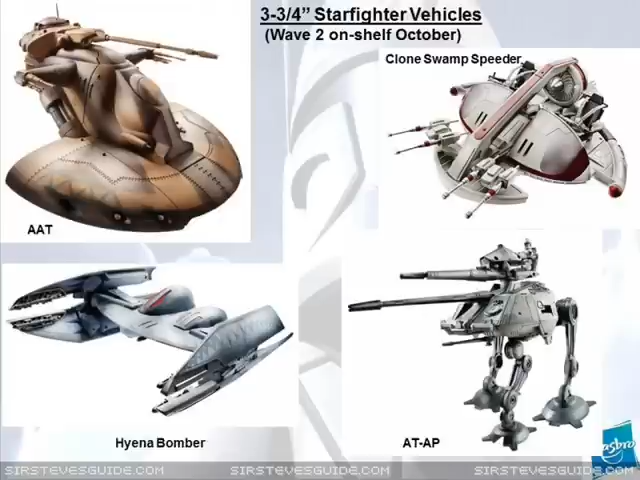 3-3/4” Starfighter Vehicles
(Wave 2 on-shelf October)
Clone Swamp Speeder
AAT
Hyena Bomber
AT-AP
Hasbro
SIRSTEVESGUIDE.COM SIRSTEVESGUIDE.COM SIRSTEVESGUIDE.COM